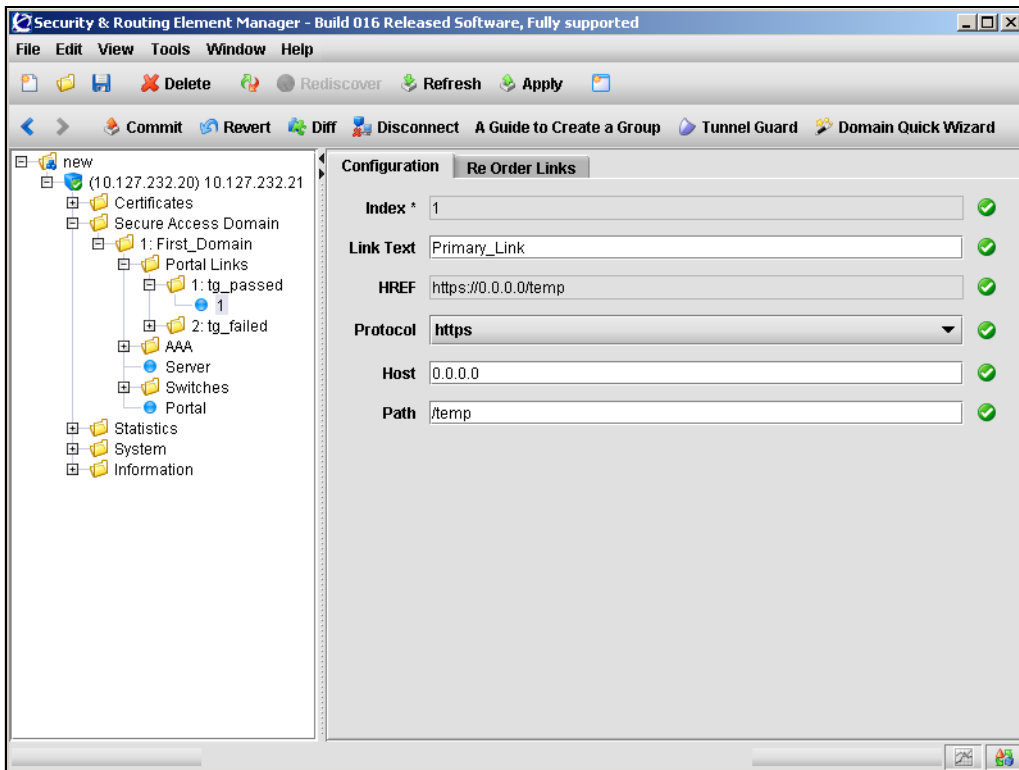 Security & Routing Element Manager - Build 016 Released Software, Fully supported
File Edit View Tools Window Help
Delete Rediscover Refresh Apply
Commit Revert Diff Disconnect A Guide to Create a Group Tunnel Guard Domain Quick Wizard
new
(10.127.232.20) 10.127.232.21
Certificates
Secure Access Domain
1: First_Domain
Portal Links
1: tg_passed
1
2: tg_failed
AAA
Server
Switches
Portal
Statistics
System
Information
Configuration Re Order Links
Index * 1
Link Text Primary_Link
HREF https://0.0.0.0/temp
Protocol https
Host 0.0.0.0
Path /temp